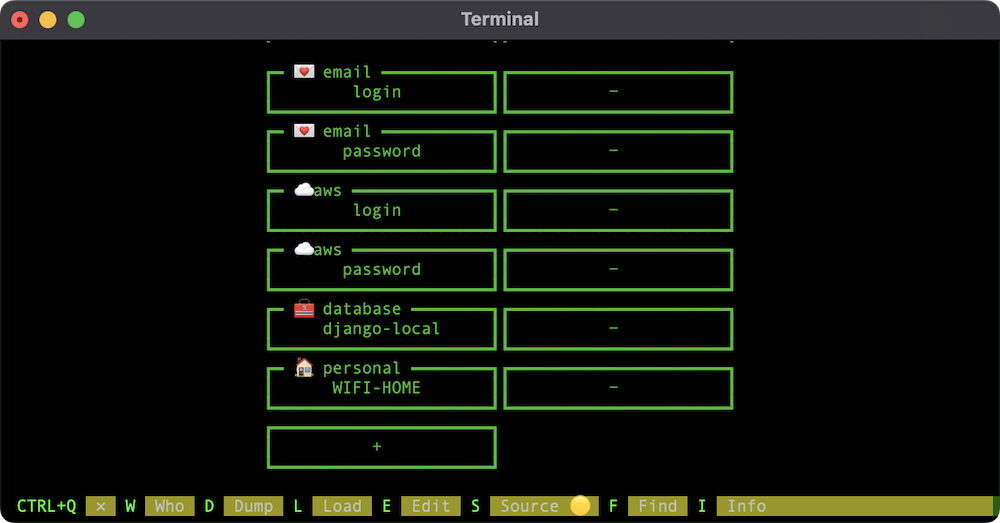 Terminal
💌 email
login
-
💌 email
password
-
☁️aws
login
-
☁️aws
password
-
🧰 database
django-local
-
🏠 personal
WIFI-HOME
-
+
CTRL+Q × W Who D Dump L Load E Edit S Source 🟡 F Find I Info